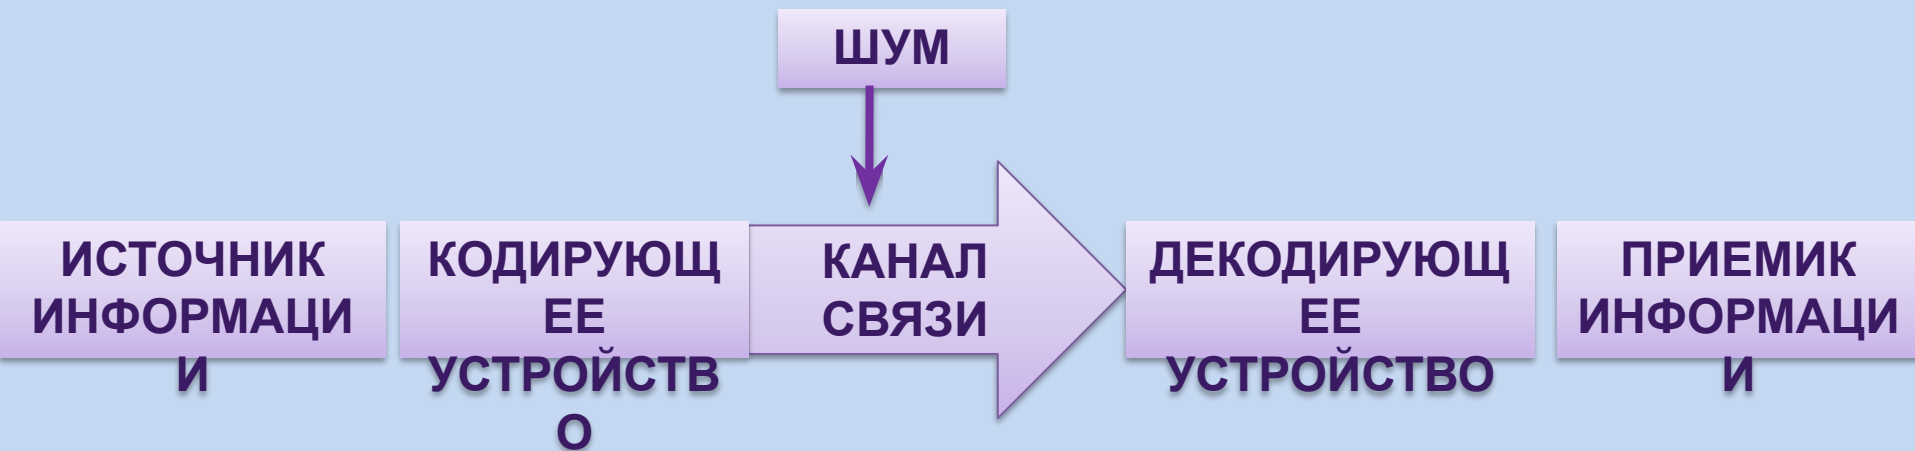 ШУМ
ИСТОЧНИК
ИНФОРМАЦИ
И
КОДИРУЮЩ
ЕЕ
УСТРОЙСТВ
О
КАНАЛ
СВЯЗИ
ДЕКОДИРУЮЩ
ЕЕ
УСТРОЙСТВО
ПРИЕМИК
ИНФОРМАЦИ
И